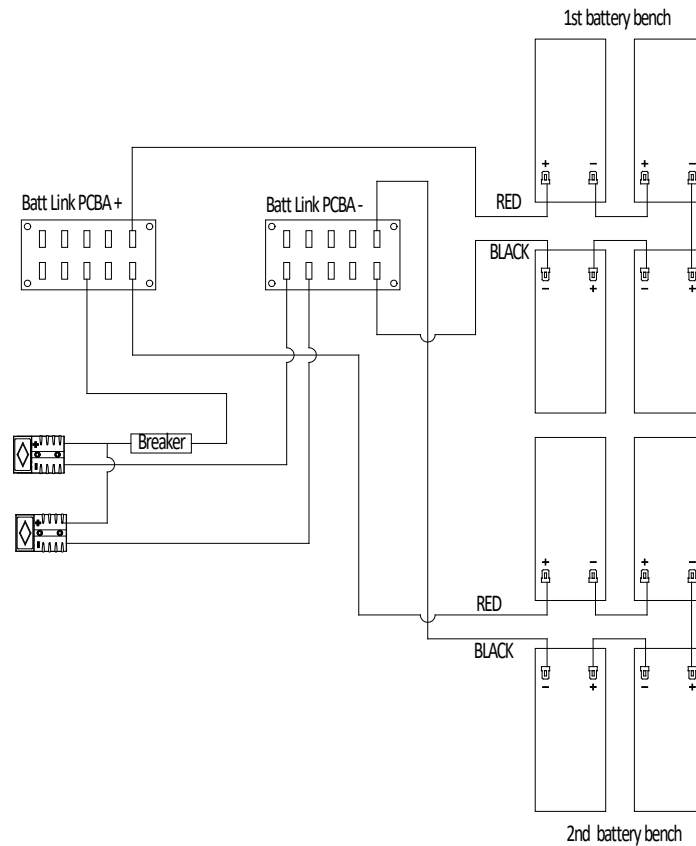 1st battery bench
+ − + −
Batt Link PCBA +
Batt Link PCBA -
RED
BLACK
− + − +
Breaker
+
−
+
−
+ − + −
RED
BLACK
− + − +
2nd battery bench